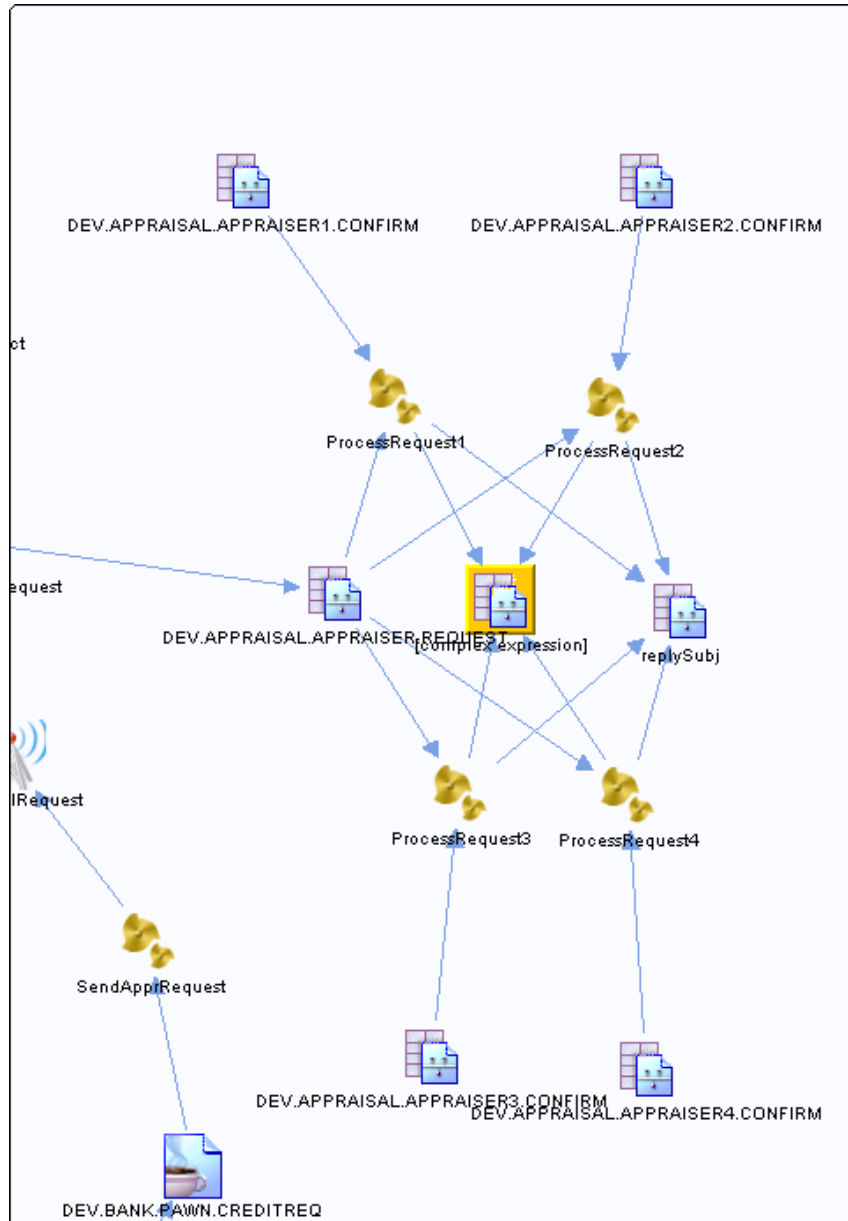 DEV.APPRAISAL.APPRAISER1.CONFIRM
DEV.APPRAISAL.APPRAISER2.CONFIRM
ct
ProcessRequest1
ProcessRequest2
equest
DEV.APPRAISAL.APPRAISER.REQUEST
[complex expression]
replySubj
lRequest
ProcessRequest3
ProcessRequest4
SendApprRequest
DEV.APPRAISAL.APPRAISER3.CONFIRM
DEV.APPRAISAL.APPRAISER4.CONFIRM
DEV.BANK.PAWN.CREDITREQ